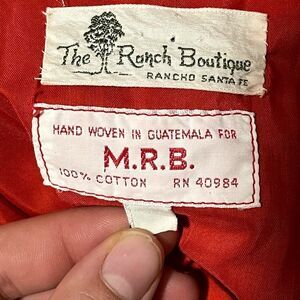 The Ranch Boutique
RANCHO SANTA FE
HAND WOVEN IN GUATEMALA FOR
M.R.B.
100% COTTON RN 40984